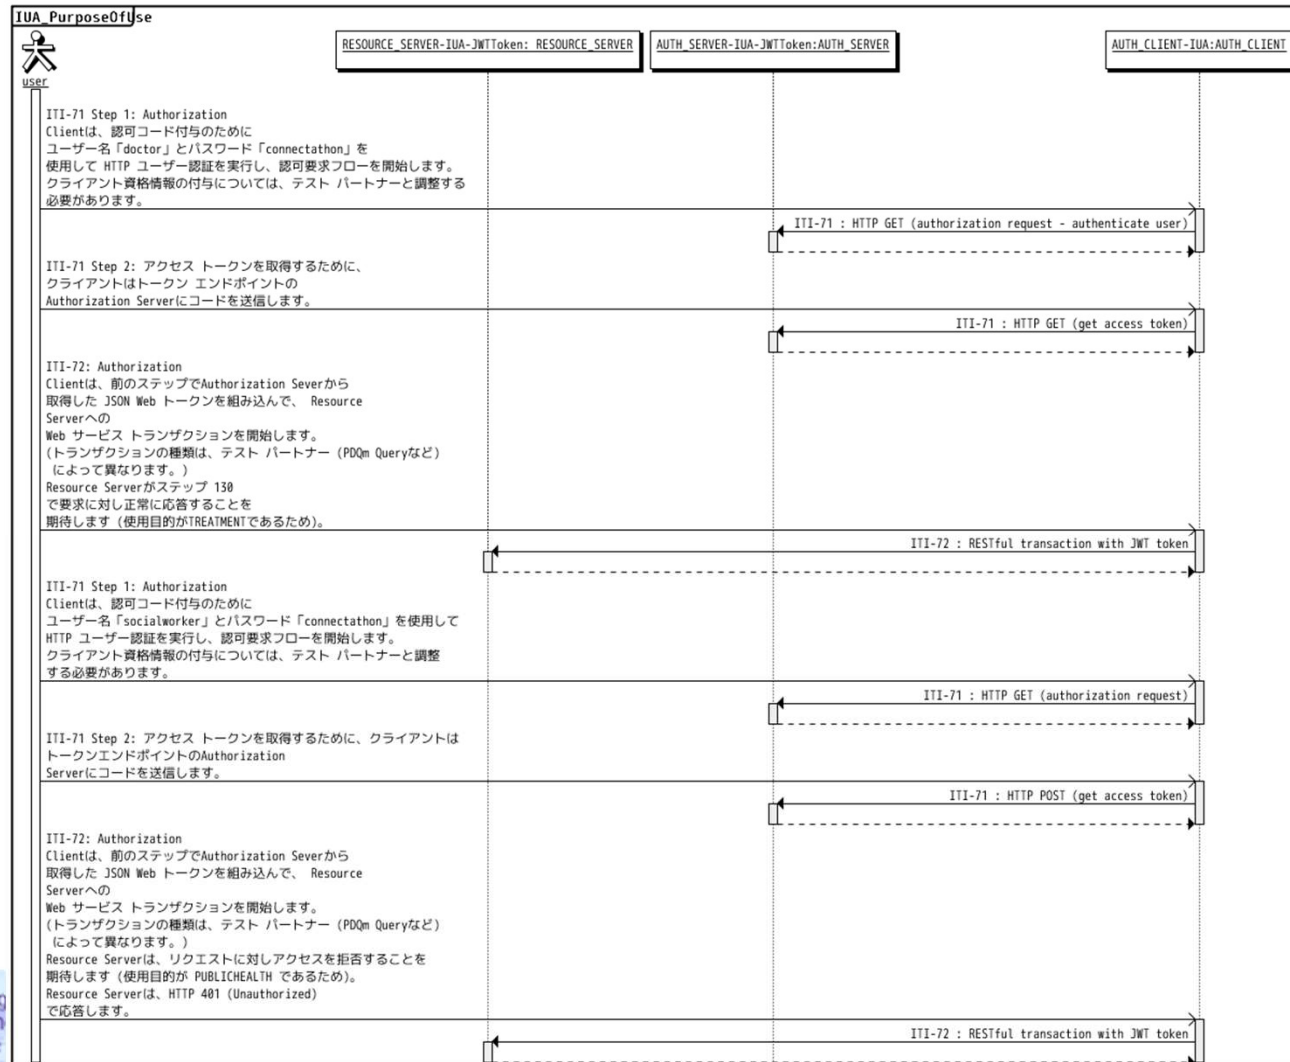 IUA_PurposeOfUse
user
RESOURCE_SERVER-IUA-JWTToken: RESOURCE_SERVER
AUTH_SERVER-IUA-JWTToken:AUTH_SERVER
AUTH_CLIENT-IUA:AUTH_CLIENT
ITI-71 Step 1: Authorization
Clientは、認可コード付与のために
ユーザー名「doctor」とパスワード「connectathon」を
使用して HTTP ユーザー認証を実行し、認可要求フローを開始します。
クライアント資格情報の付与については、テスト パートナーと調整する
必要があります。
ITI-71 : HTTP GET (authorization request - authenticate user)
ITI-71 Step 2: アクセス トークンを取得するために、
クライアントはトークン エンドポイントの
Authorization Serverにコードを送信します。
ITI-71 : HTTP GET (get access token)
ITI-72: Authorization
Clientは、前のステップでAuthorization Severから
取得した JSON Web トークンを組み込んで、 Resource
Serverへの
Web サービス トランザクションを開始します。
(トランザクションの種類は、テスト パートナー (PDQm Queryなど)
によって異なります。)
Resource Serverがステップ 130
で要求に対し正常に応答することを
期待します (使用目的がTREATMENTであるため)。
ITI-72 : RESTful transaction with JWT token
ITI-71 Step 1: Authorization
Clientは、認可コード付与のために
ユーザー名「socialworker」とパスワード「connectathon」を使用して
HTTP ユーザー認証を実行し、認可要求フローを開始します。
クライアント資格情報の付与については、テスト パートナーと調整
する必要があります。
ITI-71 : HTTP GET (authorization request)
ITI-71 Step 2: アクセス トークンを取得するために、クライアントは
トークンエンドポイントのAuthorization
Serverにコードを送信します。
ITI-71 : HTTP POST (get access token)
ITI-72: Authorization
Clientは、前のステップでAuthorization Severから
取得した JSON Web トークンを組み込んで、 Resource
Serverへの
Web サービス トランザクションを開始します。
(トランザクションの種類は、テスト パートナー (PDQm Queryなど)
によって異なります。)
Resource Serverは、リクエストに対しアクセスを拒否することを
期待します (使用目的が PUBLICHEALTH であるため)。
Resource Serverは、HTTP 401 (Unauthorized)
で応答します。
ITI-72 : RESTful transaction with JWT token